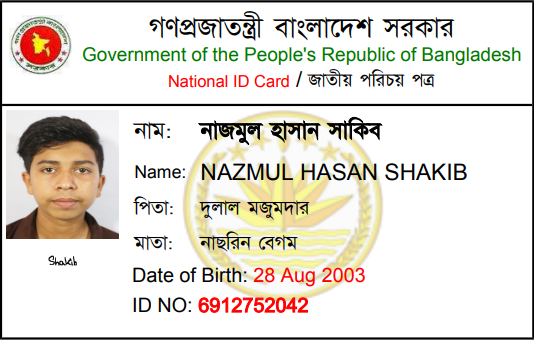 গণপ্রজাতন্ত্রী বাংলাদেশ সরকার
Government of the People's Republic of Bangladesh
National ID Card / জাতীয় পরিচয় পত্র
নাম: নাজমুল হাসান সাকিব
Name: NAZMUL HASAN SHAKIB
পিতা: দুলাল মজুমদার
মাতা: নাছরিন বেগম
Shakib
Date of Birth: 28 Aug 2003
ID NO: 6912752042